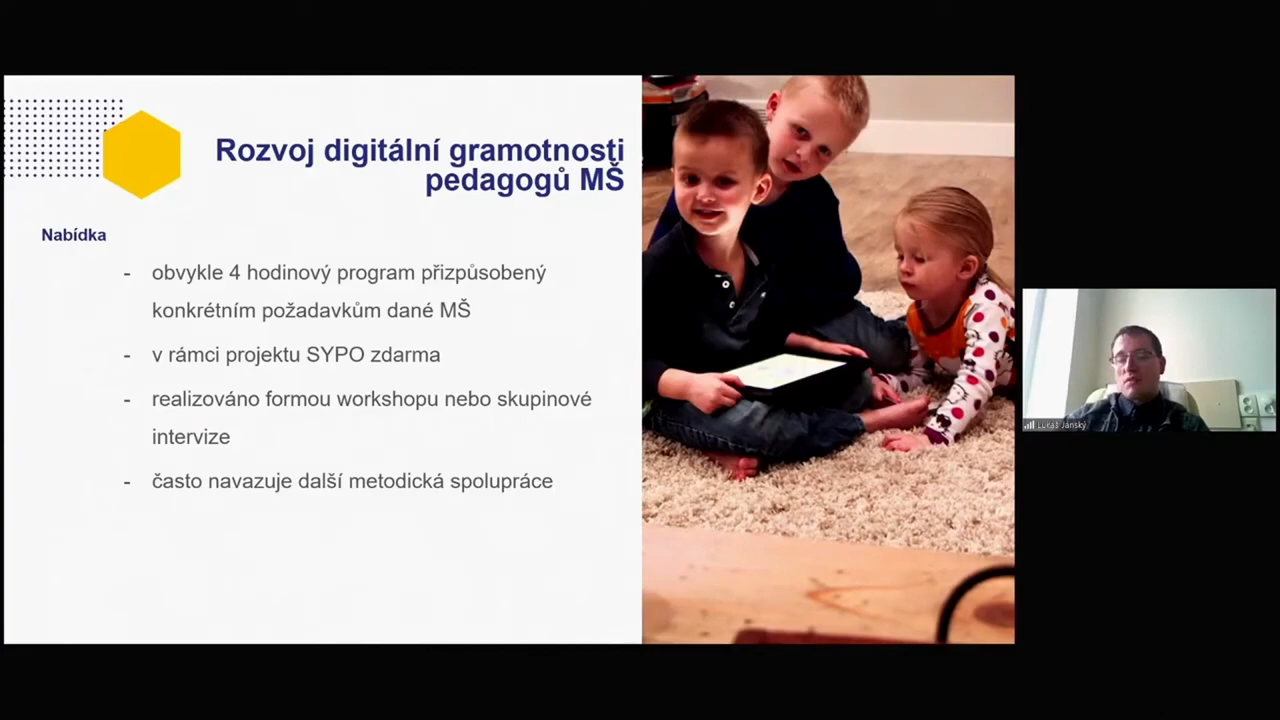 Rozvoj digitální gramotnosti
pedagogů MŠ
Nabídka
- obvykle 4 hodinový program přizpůsobený
konkrétním požadavkům dané MŠ
- v rámci projektu SYPO zdarma
- realizováno formou workshopu nebo skupinové
intervize
- často navazuje další metodická spolupráce
Lukáš Jánský